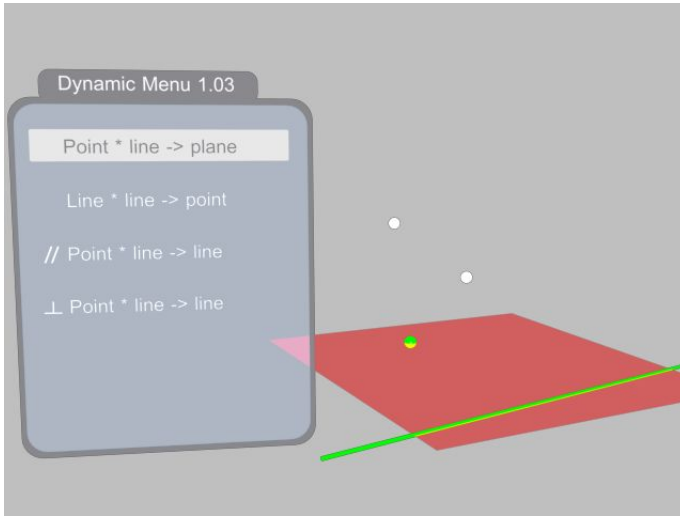 Dynamic Menu 1.03
Point * line -> plane
Line * line -> point
// Point * line -> line
⊥ Point * line -> line